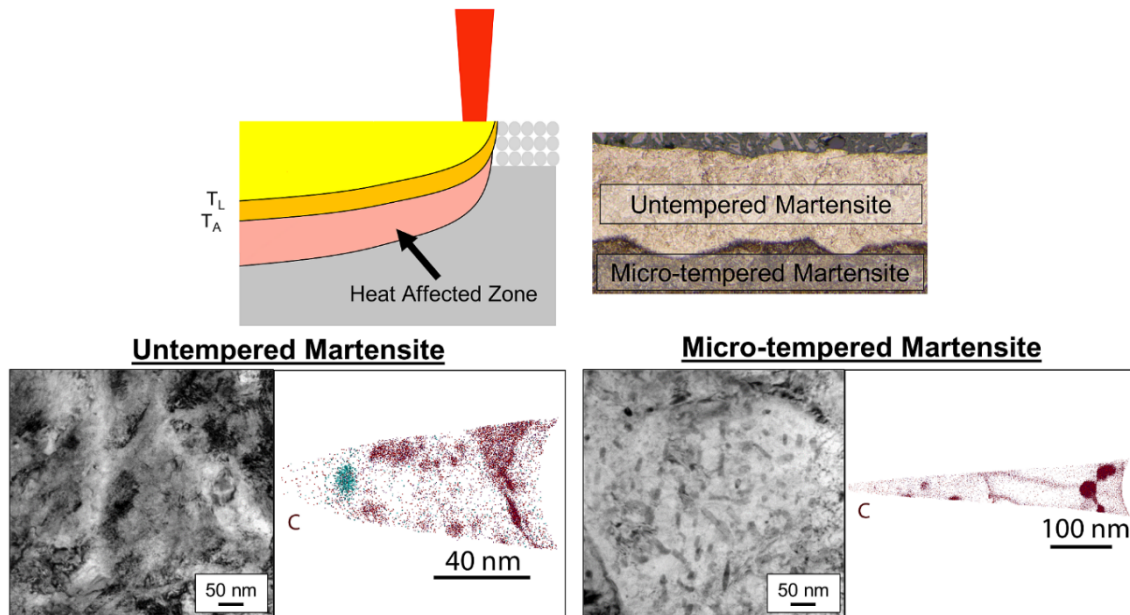 T_L
T_A
Heat Affected Zone
Untempered Martensite
Micro-tempered Martensite
Untempered Martensite
Micro-tempered Martensite
50 nm
C
40 nm
50 nm
C
100 nm